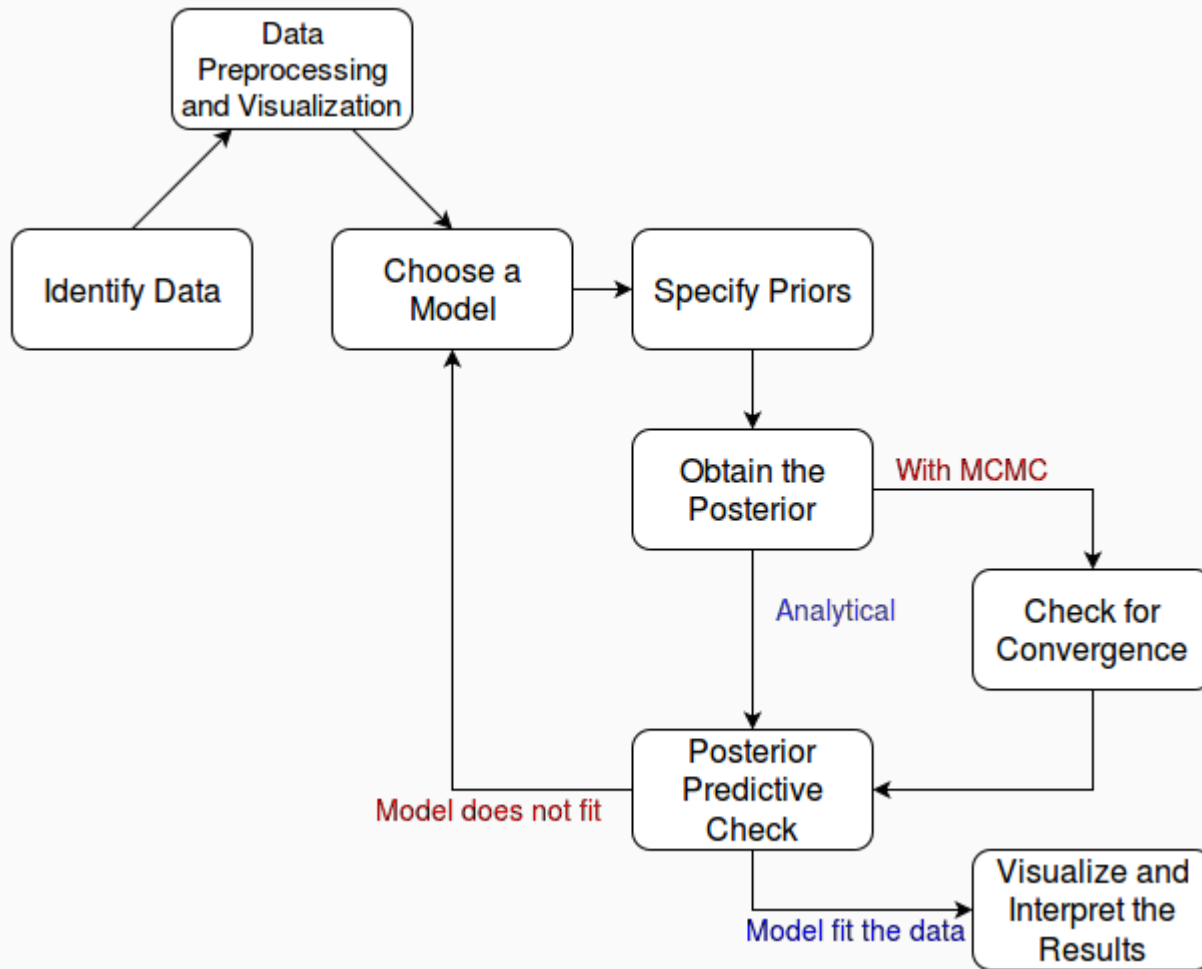 Data
Preprocessing
and Visualization
Identify Data
Choose a
Model
Specify Priors
Obtain the
Posterior
With MCMC
Analytical
Check for
Convergence
Posterior
Predictive
Check
Model does not fit
Model fit the data
Visualize and
Interpret the
Results